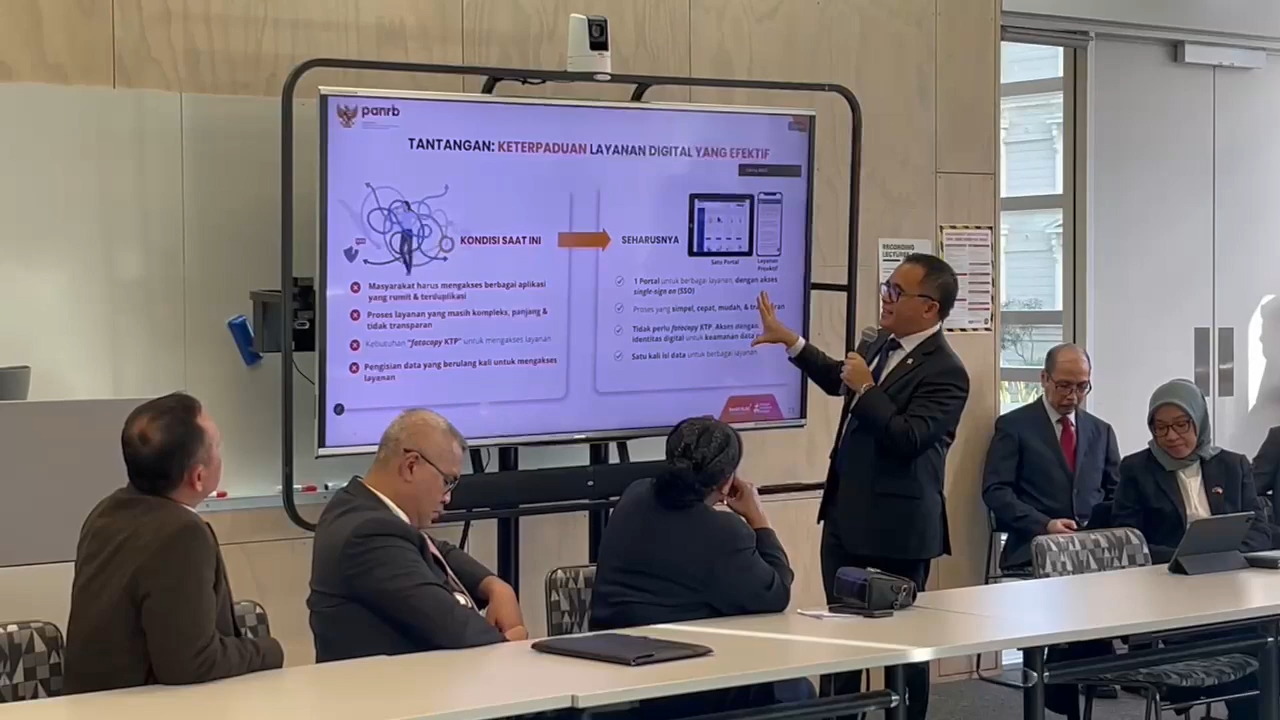 panrb
TANTANGAN: KETERPADUAN LAYANAN DIGITAL YANG EFEKTIF
KONDISI SAAT INI
SEHARUSNYA
Satu Portal
Layanan
Proaktif
Masyarakat harus mengakses berbagai aplikasi
yang rumit & terduplikasi
Proses layanan yang masih kompleks, panjang &
tidak transparan
Kebutuhan "fotocopy KTP" untuk mengakses layanan
Pengisian data yang berulang kali untuk mengakses
layanan
1 Portal untuk berbagai layanan, dengan akses
single-sign on (SSO)
Proses yang simpel, cepat, mudah, &
Tidak perlu fotocopy KTP. Akses dengan
identitas digital untuk keamanan data
Satu kali isi data untuk berbagai layanan
RECORDING
LECTURES